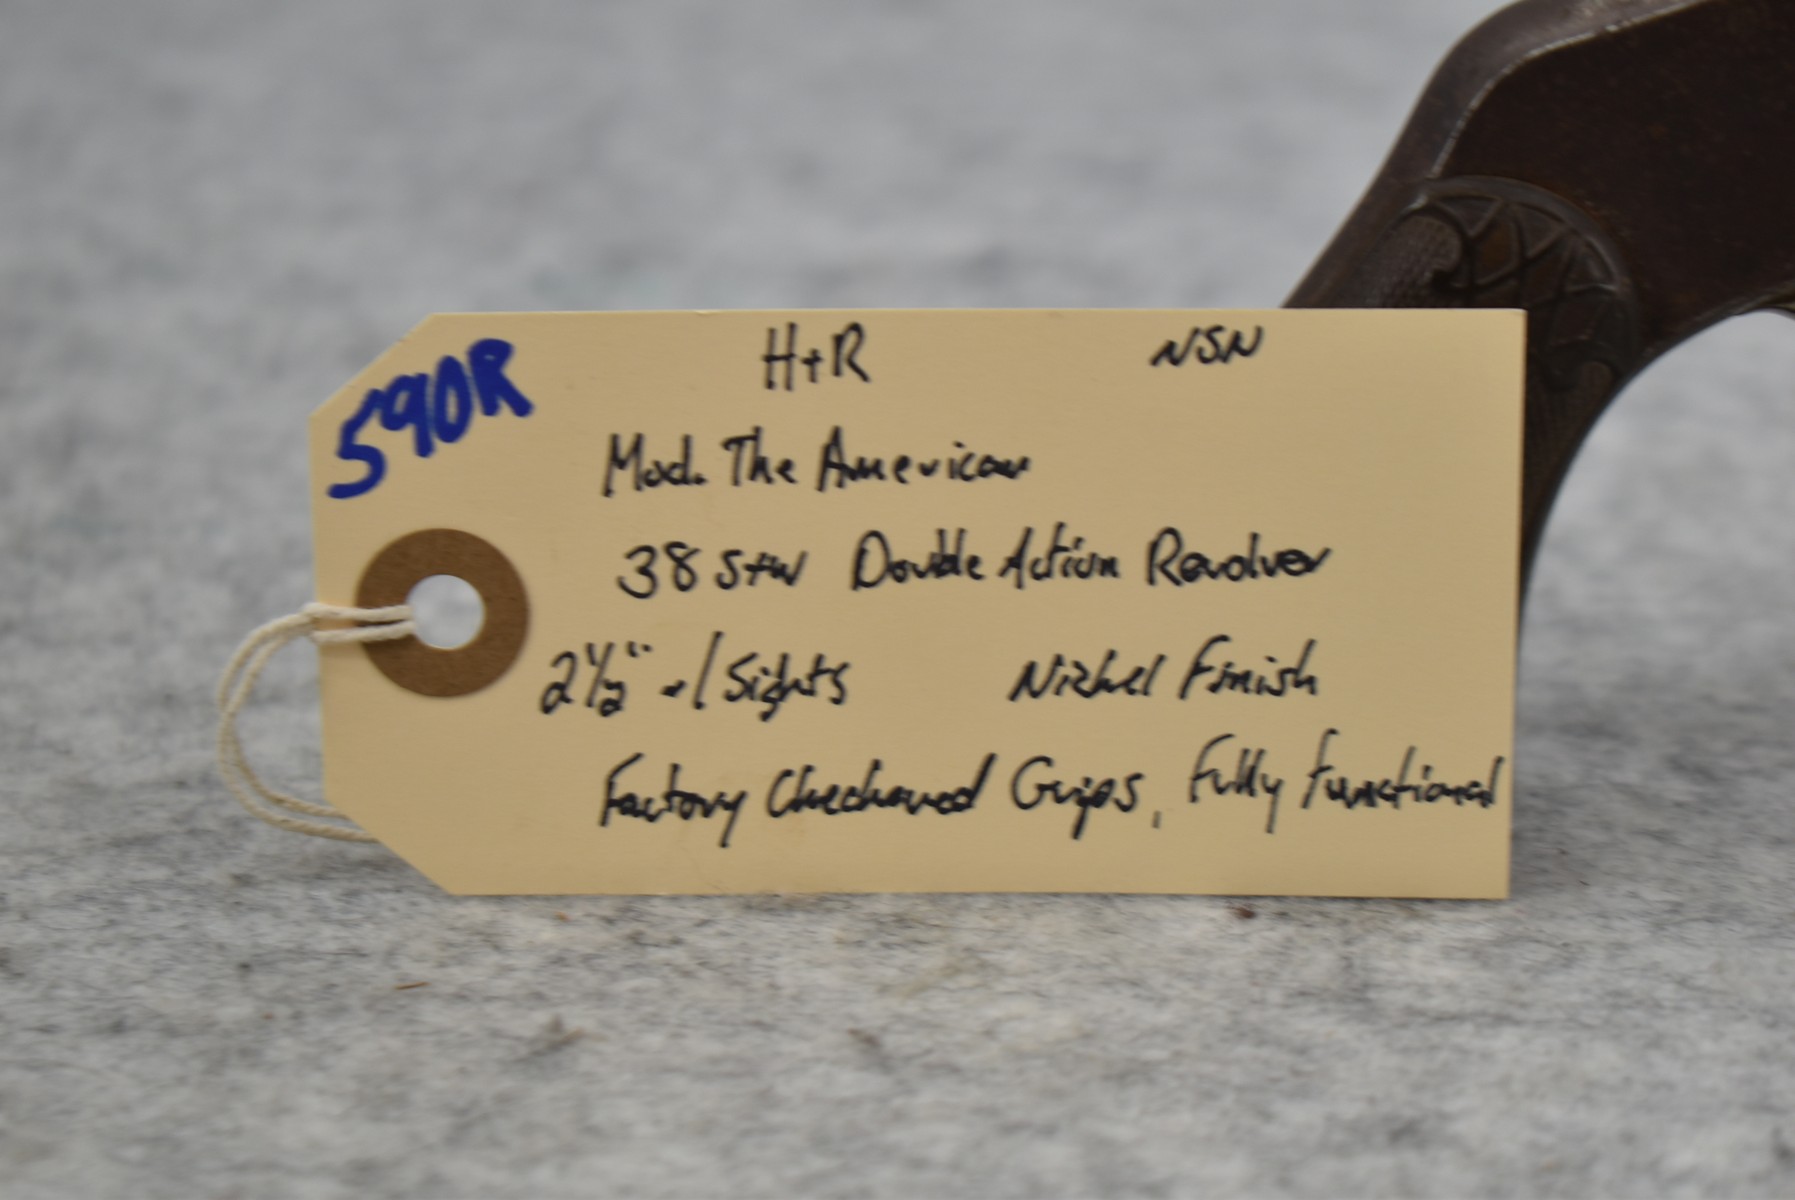 590R
H+R NSN
Mod. The American
38 S+W Double Action Revolver
2½" w/ Sights Nickel Finish
Factory Checkered Grips, Fully Functional